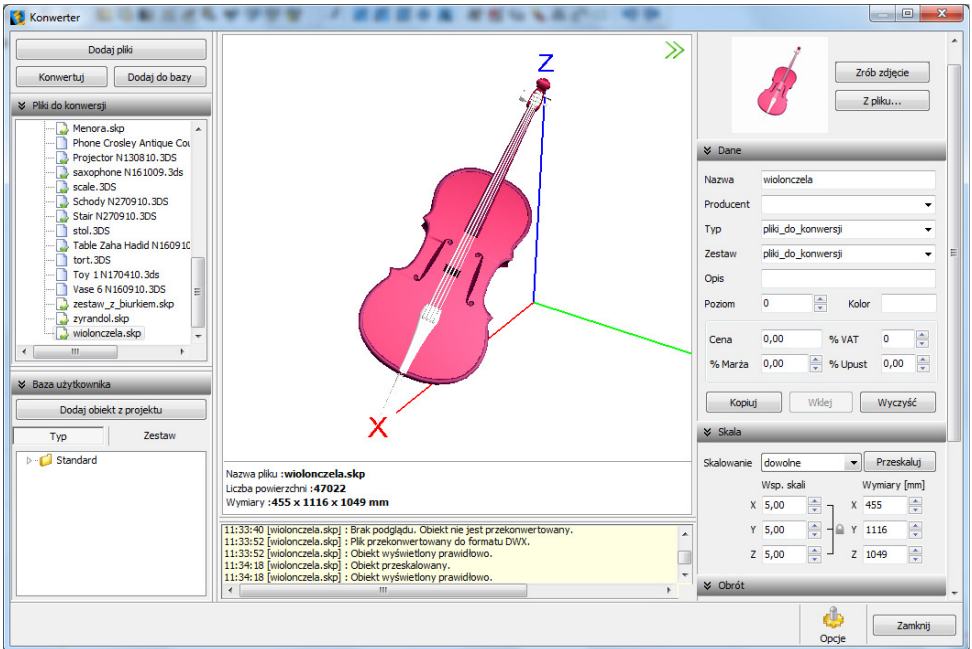 Konwerter
Dodaj pliki
Konwertuj
Dodaj do bazy
Pliki do konwersji
Menora.skp
Phone Crosley Antique Cou
Projector N130810.3DS
saxophone N161009.3ds
scale.3DS
Schody N270910.3DS
Stair N270910.3DS
stol.3DS
Table Zaha Hadid N160910
tort.3DS
Toy 1 N170410.3ds
Vase 6 N160910.3DS
zestaw_z_biurkiem.skp
zyrandol.skp
wiolonczela.skp
Baza użytkownika
Dodaj obiekt z projektu
Typ
Zestaw
Standard
Z
X
Nazwa pliku :wiolonczela.skp
Liczba powierzchni :47022
Wymiary :455 x 1116 x 1049 mm
11:33:40 [wiolonczela.skp] : Brak podglądu. Obiekt nie jest przekonwertowany.
11:33:52 [wiolonczela.skp] : Plik przekonwertowany do formatu DWX.
11:33:52 [wiolonczela.skp] : Obiekt wyświetlony prawidłowo.
11:34:18 [wiolonczela.skp] : Obiekt przeskalowany.
11:34:18 [wiolonczela.skp] : Obiekt wyświetlony prawidłowo.
Zrób zdjęcie
Z pliku...
Dane
Nazwa wiolonczela
Producent
Typ pliki_do_konwersji
Zestaw pliki_do_konwersji
Opis
Poziom 0 Kolor
Cena 0,00 % VAT 0
% Marża 0,00 % Upust 0,00
Kopiuj Wklej Wyczyść
Skala
Skalowanie dowolne Przeskaluj
Wsp. skali Wymiary [mm]
X 5,00 X 455
Y 5,00 Y 1116
Z 5,00 Z 1049
Obrót
Opcje
Zamknij